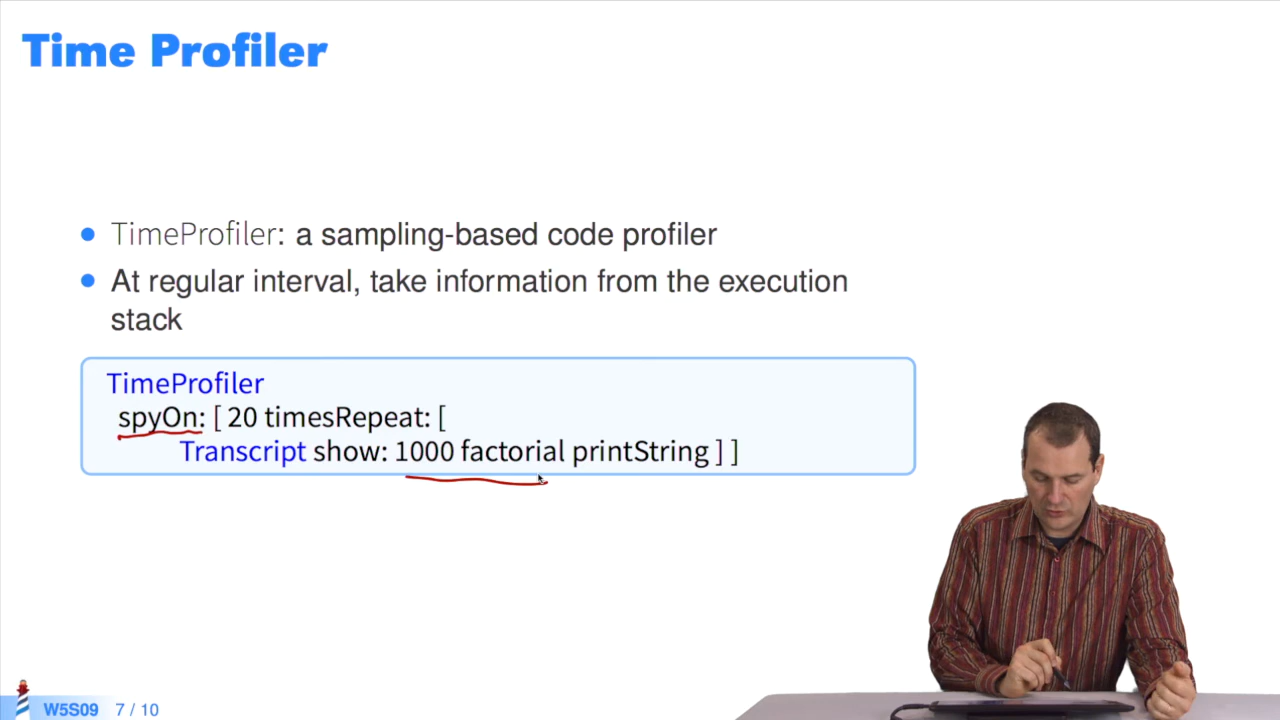 Time Profiler
TimeProfiler: a sampling-based code profiler
At regular interval, take information from the execution
stack
TimeProfiler
spyOn: [ 20 timesRepeat: [
Transcript show: 1000 factorial printString ] ]
W5S09 7 / 10